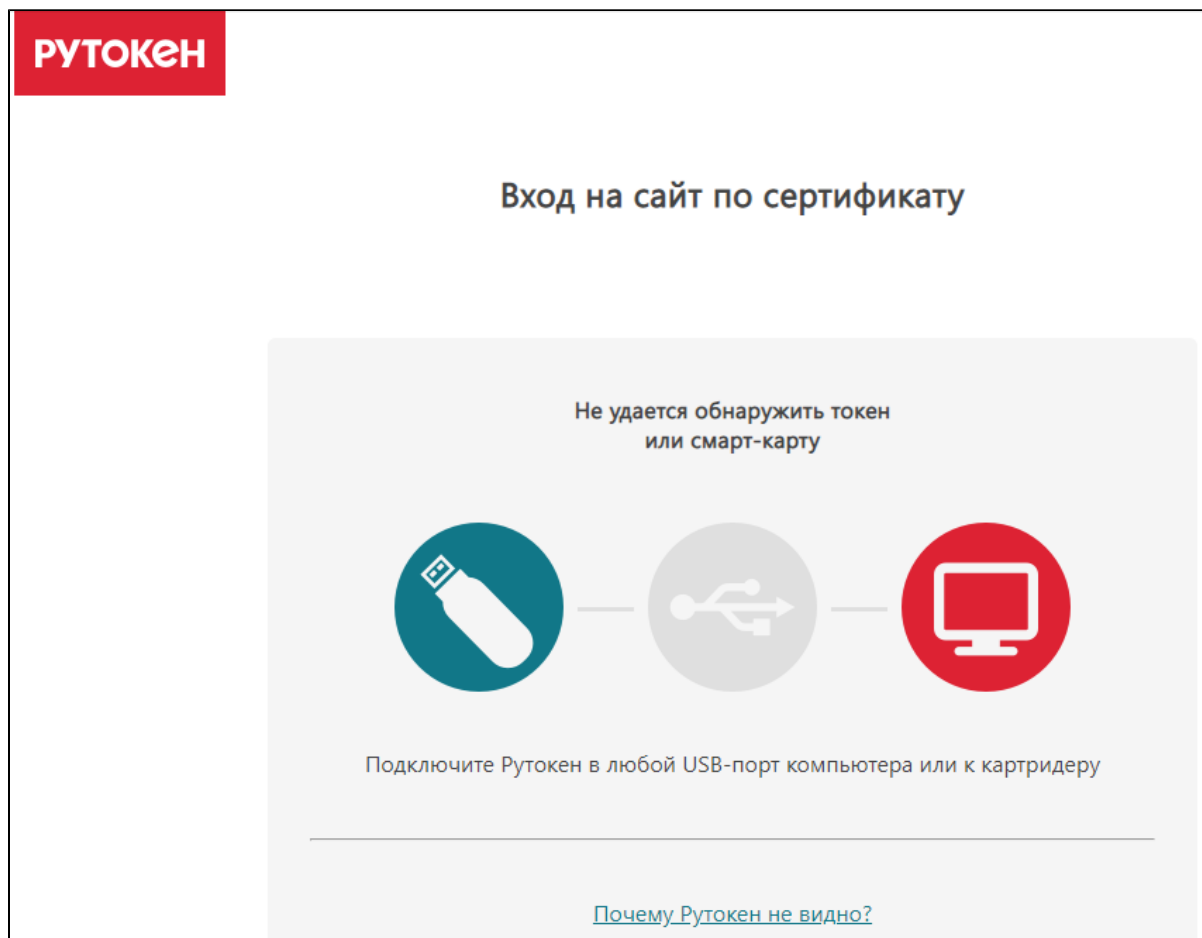 РУТОКЕН
Вход на сайт по сертификату
Не удается обнаружить токен
или смарт-карту
Подключите Рутокен в любой USB-порт компьютера или к картридеру
Почему Рутокен не видно?